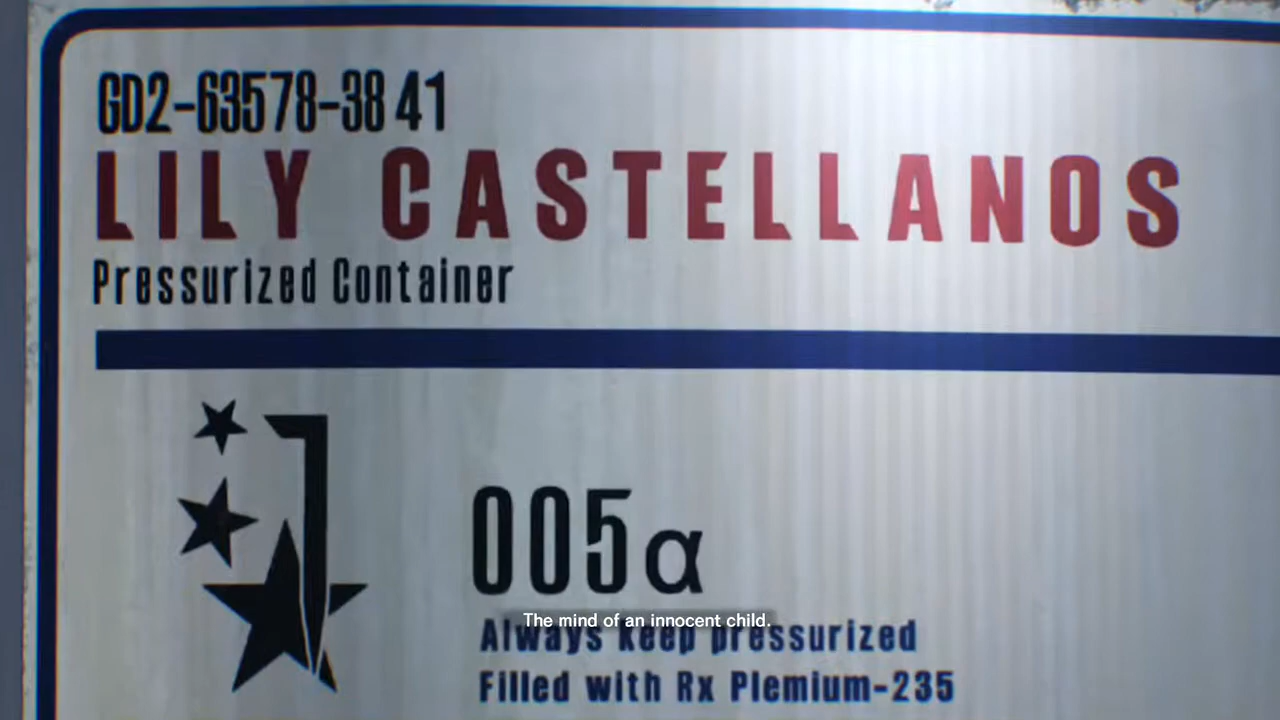 GD2-63578-38 41
LILY CASTELLANOS
Pressurized Container
005α
The mind of an innocent child.
Always keep pressurized
Filled with Rx Plemium-235